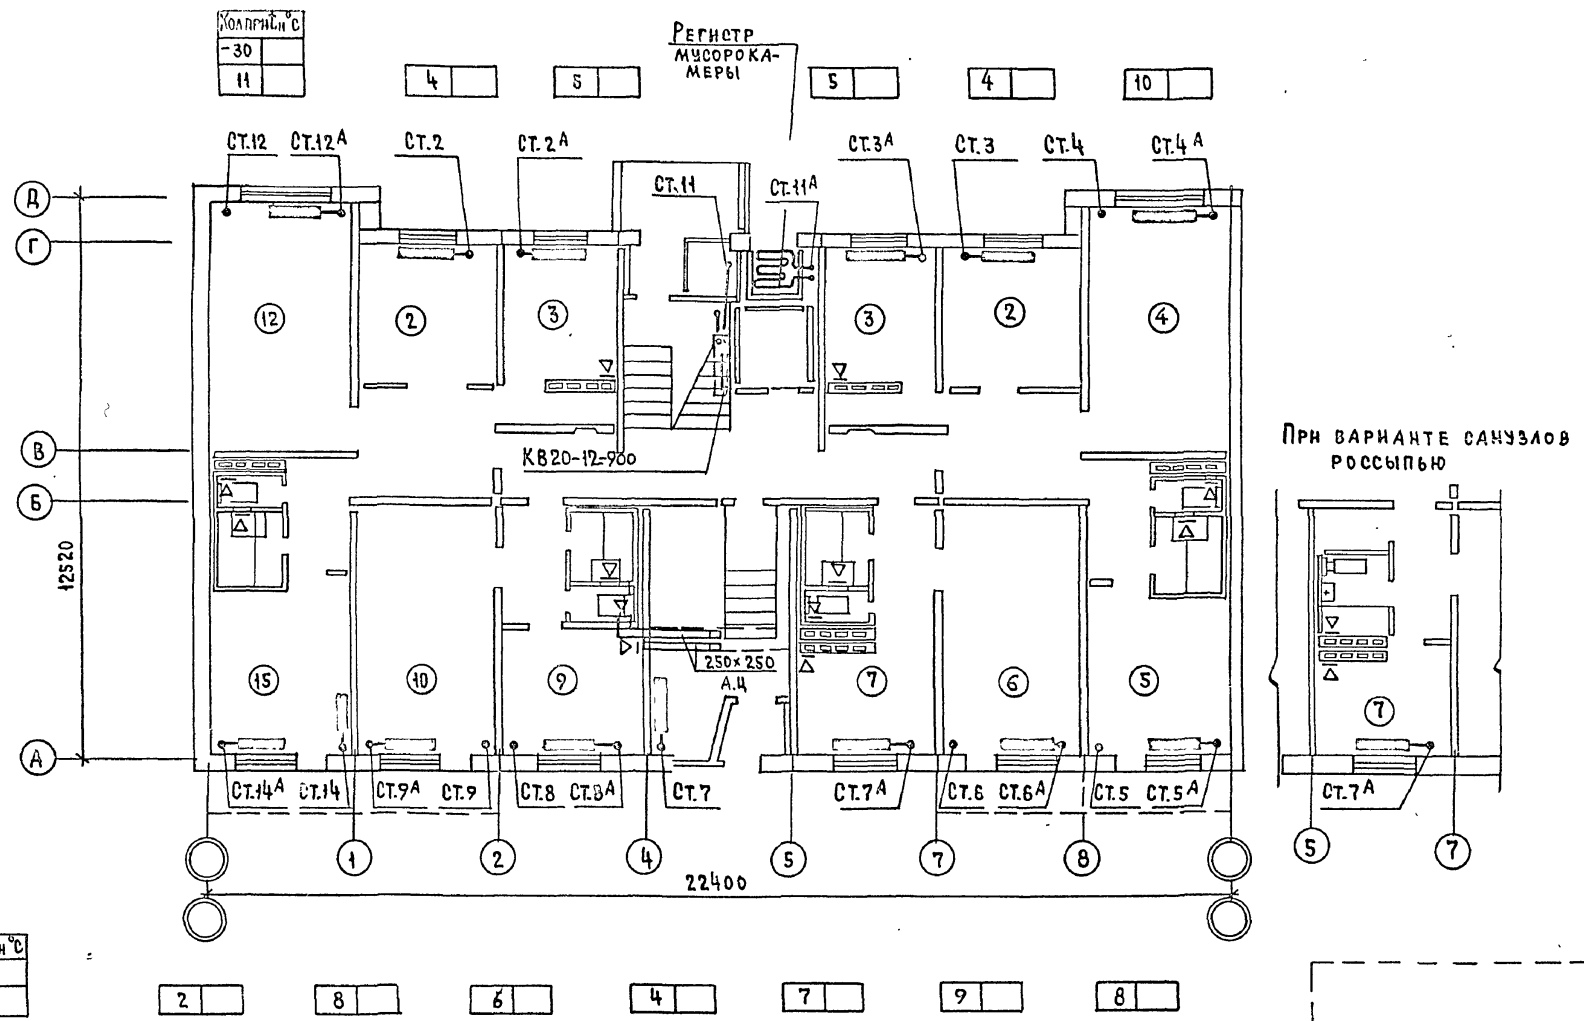 Кол.пр tн°С
-30
11
4
5
5
4
10
РЕГИСТР
МУСОРОКА-
МЕРЫ
СТ.12 СТ.12А СТ.2 СТ.2А СТ.3А СТ.3 СТ.4 СТ.4А
СТ.11 СТ.11А
Д
Г
В
Б
А
12 2 3 3 2 4
КВ20-12-900
12520
ПРИ ВАРИАНТЕ САНУЗЛОВ
РОССЫПЬЮ
250×250
А.Ц
15 10 9 7 6 5
7
СТ.14А СТ.14 СТ.9А СТ.9 СТ.8 СТ.8А СТ.7 СТ.7А СТ.6 СТ.6А СТ.5 СТ.5А
СТ.7А
1 2 4 5 7 8
5 7
22400
н°С
2 8 6 4 7 9 8